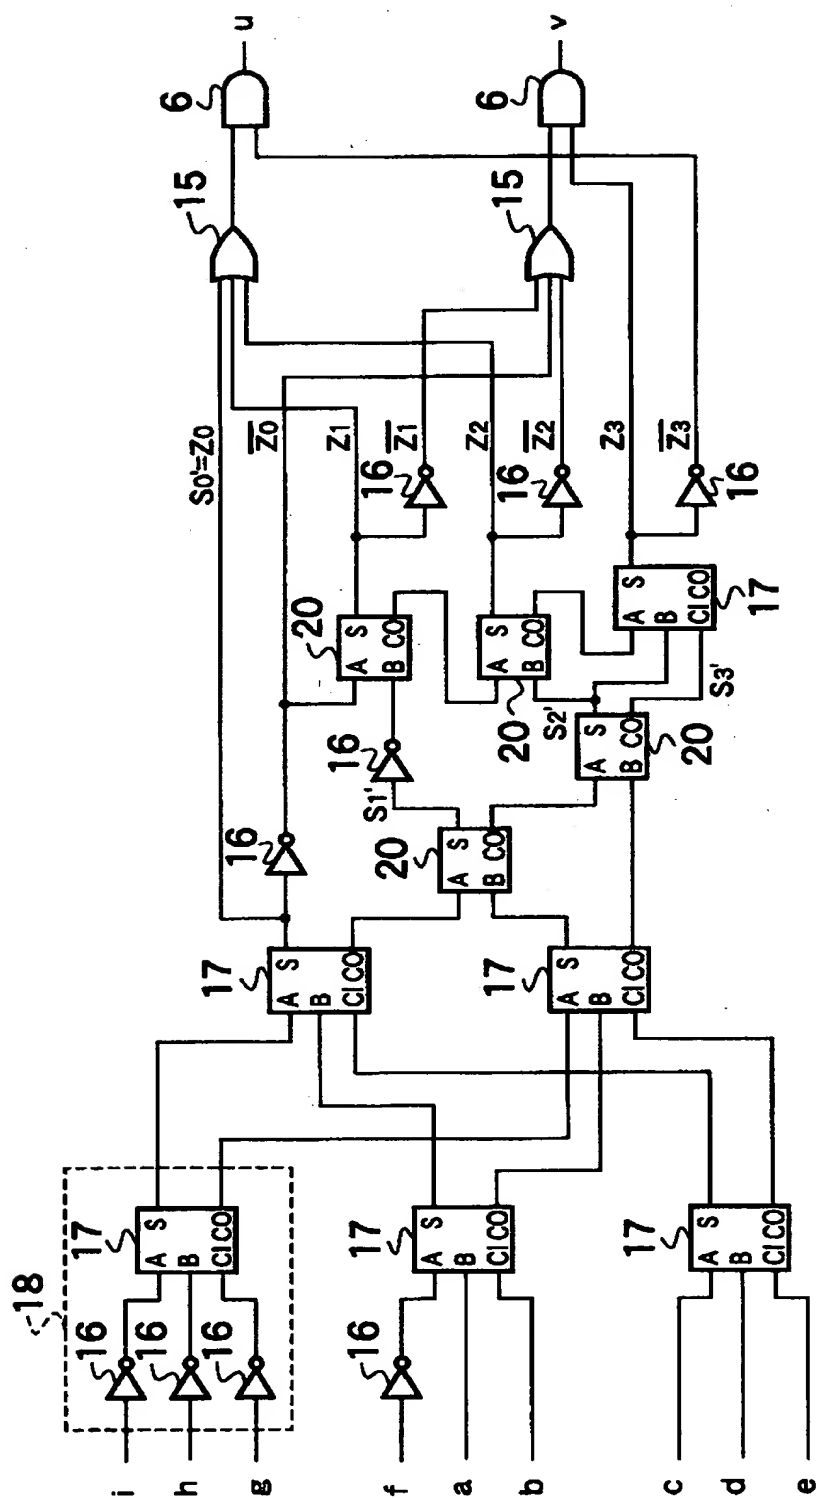 u
v
6
6
15
15
S0'=Z0
Z0
Z1
Z1
Z2
Z2
Z3
Z3
16
16
16
20
S
A
B CO
S
A
B CO
20
S
A
B
CI CO
17
16
S1'
S2'
S3'
S
A
B CO
20
16
20
S
A
B CO
17
S
A
B
CI CO
17
S
A
B
CI CO
18
17
S
A
B
CI CO
17
S
A
B
CI CO
17
S
A
B
CI CO
16
16
16
16
i
h
g
f
a
b
c
d
e